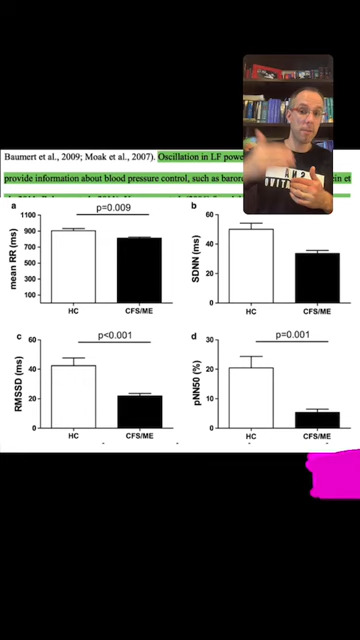 Baumert et al., 2009; Moak et al., 2007). Oscillation in LF powe
provide information about blood pressure control, such as baror
a
p=0.009
mean RR (ms)
1100
900
700
500
300
100
HC
CFS/ME
b
SDNN (ms)
60
40
20
0
HC
CFS/ME
c
p<0.001
RMSSD (ms)
60
40
20
0
HC
CFS/ME
d
p=0.001
pNN50 (%)
30
20
10
0
HC
CFS/ME